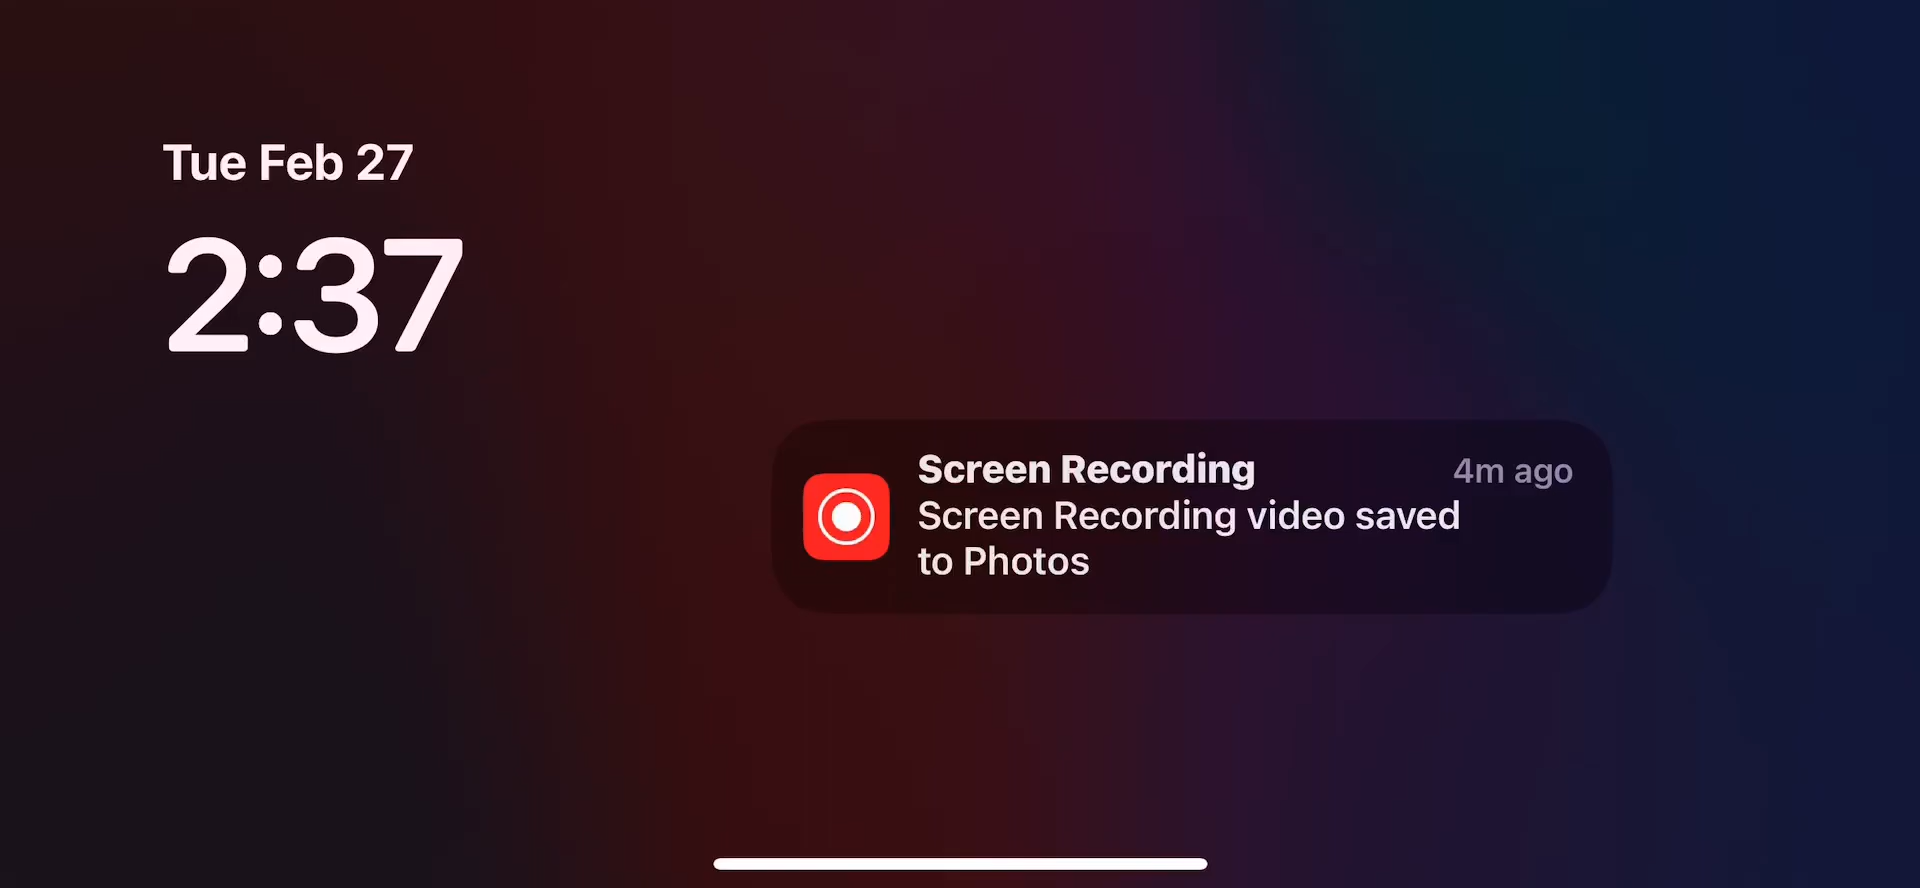 Tue Feb 27
2:37
Screen Recording
4m ago
Screen Recording video saved
to Photos